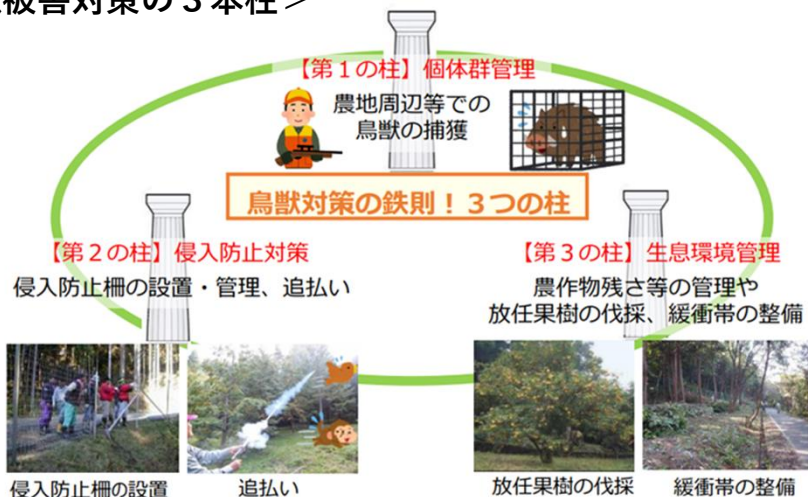 被害対策の３本柱＞
【第１の柱】個体群管理
農地周辺等での
鳥獣の捕獲
鳥獣対策の鉄則！３つの柱
【第２の柱】侵入防止対策
侵入防止柵の設置・管理、追払い
【第３の柱】生息環境管理
農作物残さ等の管理や
放任果樹の伐採、緩衝帯の整備
侵入防止柵の設置
追払い
放任果樹の伐採
緩衝帯の整備